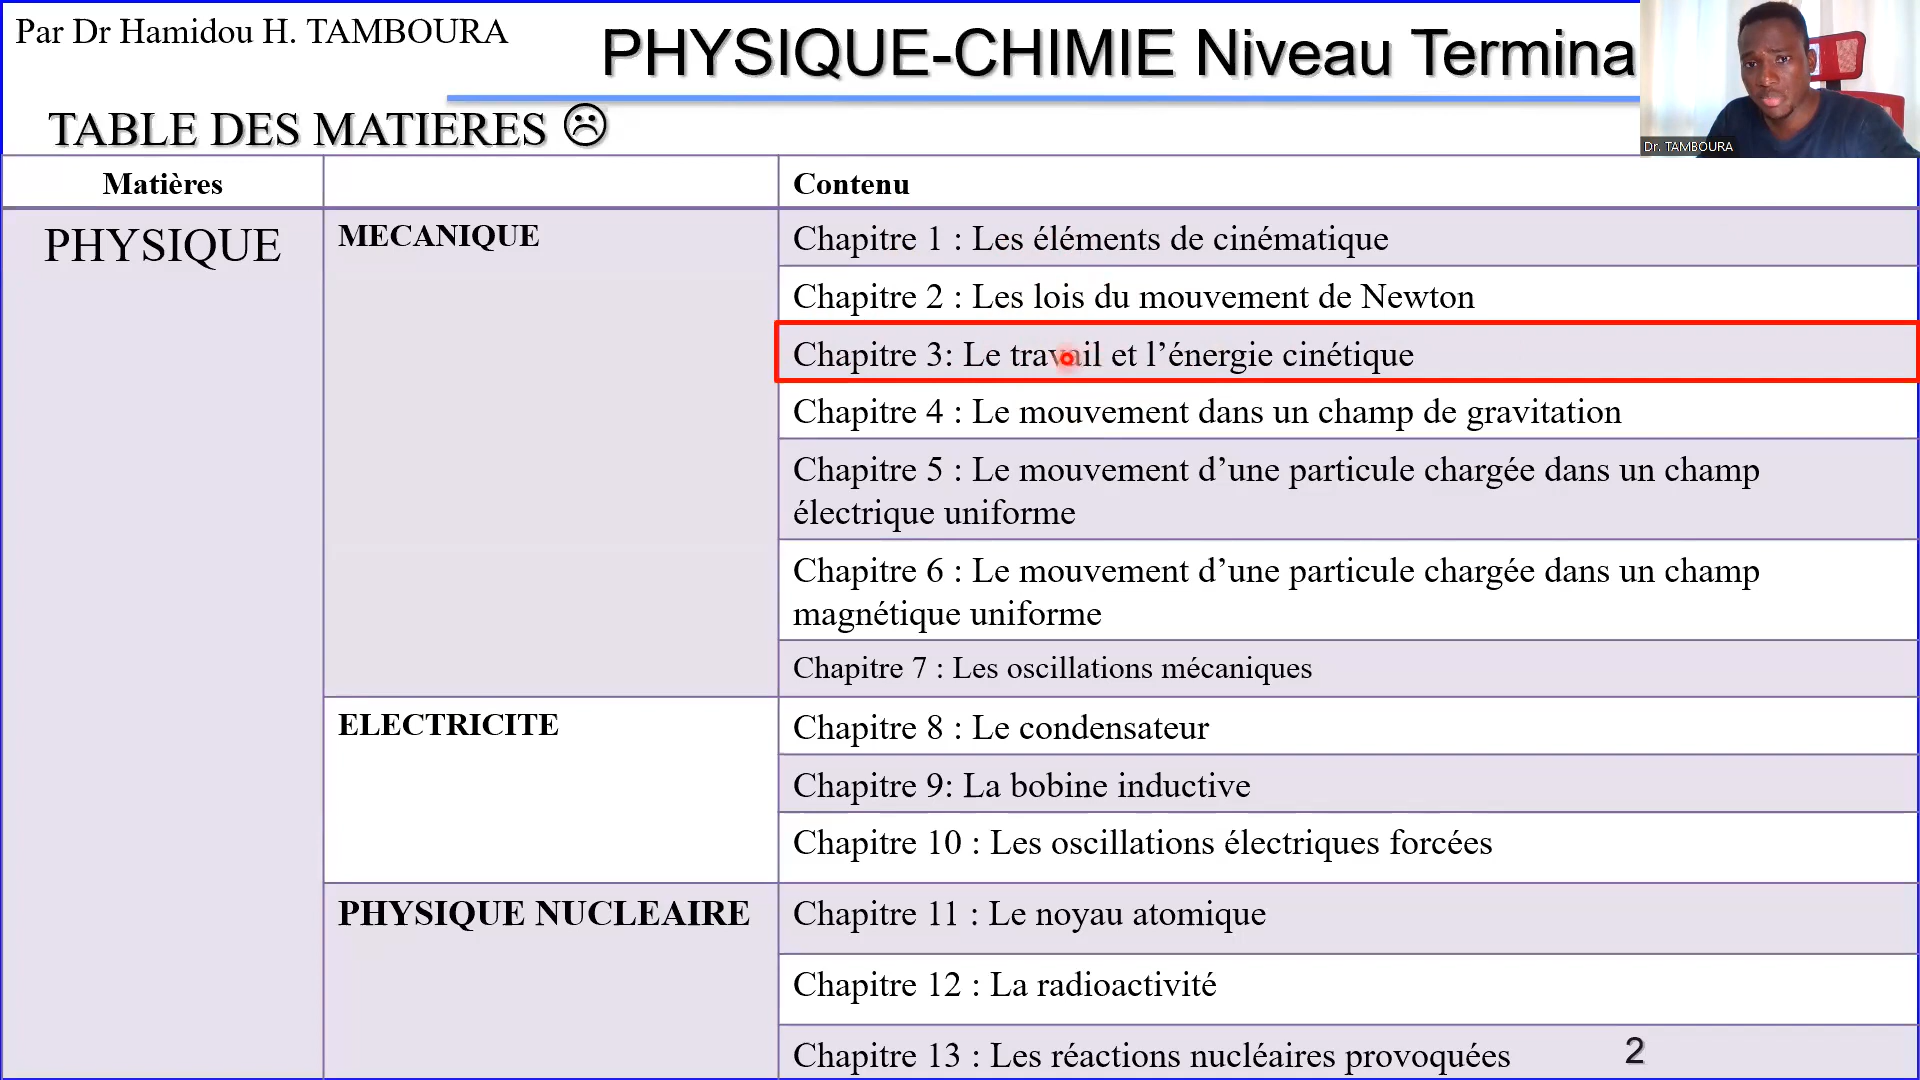 Par Dr Hamidou H. TAMBOURA
PHYSIQUE-CHIMIE Niveau Termina
Dr. TAMBOURA
TABLE DES MATIERES ☹
Matières
Contenu
PHYSIQUE
MECANIQUE
Chapitre 1 : Les éléments de cinématique
Chapitre 2 : Les lois du mouvement de Newton
Chapitre 3: Le travail et l’énergie cinétique
Chapitre 4 : Le mouvement dans un champ de gravitation
Chapitre 5 : Le mouvement d’une particule chargée dans un champ
électrique uniforme
Chapitre 6 : Le mouvement d’une particule chargée dans un champ
magnétique uniforme
Chapitre 7 : Les oscillations mécaniques
ELECTRICITE
Chapitre 8 : Le condensateur
Chapitre 9: La bobine inductive
Chapitre 10 : Les oscillations électriques forcées
PHYSIQUE NUCLEAIRE
Chapitre 11 : Le noyau atomique
Chapitre 12 : La radioactivité
Chapitre 13 : Les réactions nucléaires provoquées
2